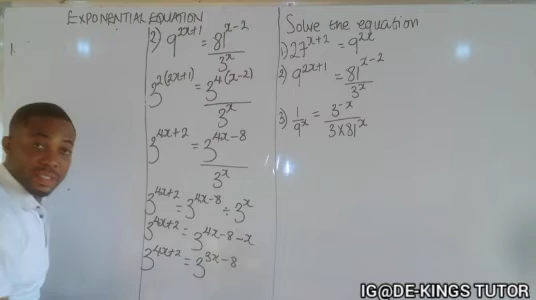 EXPONENTIAL EQUATION
1.
2) 9^(2x+1) = 81^(x-2) / 3^x
3^(2(2x+1)) = 3^(4(x-2)) / 3^x
3^(4x+2) = 3^(4x-8) / 3^x
3^(4x+2) = 3^(4x-8) ÷ 3^x
3^(4x+2) = 3^(4x-8-x)
3^(4x+2) = 3^(3x-8)
Solve the equation
1) 27^(x+2) = 9^(2x)
2) 9^(2x+1) = 81^(x-2) / 3^x
3) 1 / 9^x = 3^(-x) / 3×81^x
IG@DE-KINGS TUTOR